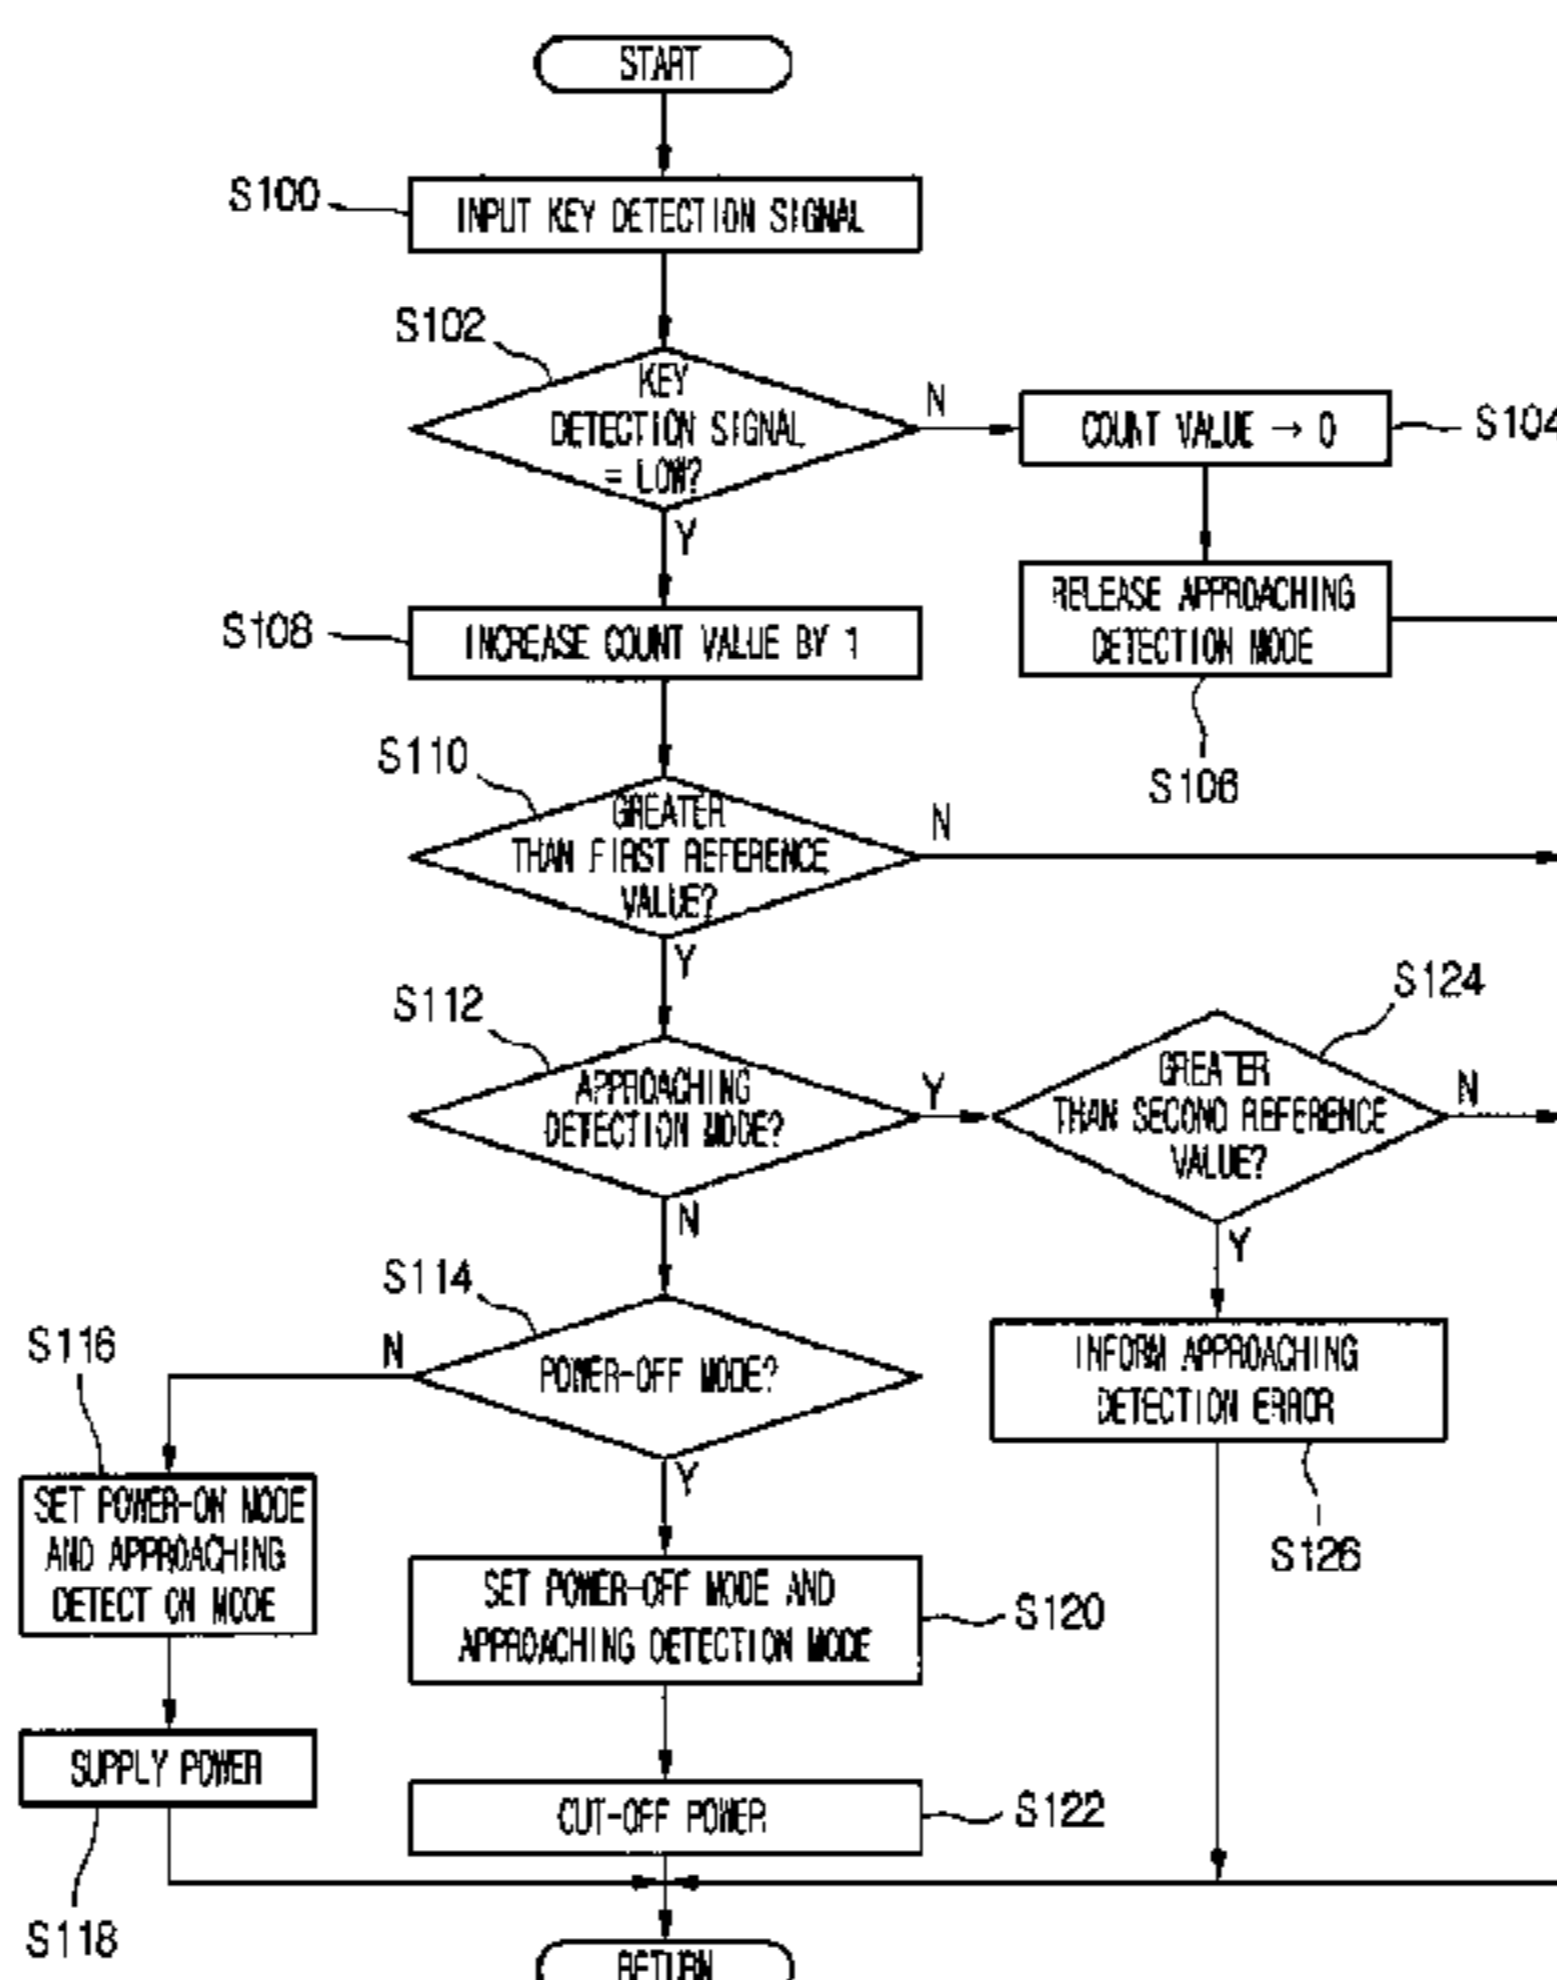 START
S100
INPUT KEY DETECTION SIGNAL
S102
KEY
DETECTION SIGNAL
= LOW?
N
COUNT VALUE → 0
S104
Y
RELEASE APPROACHING
DETECTION MODE
S106
S108
INCREASE COUNT VALUE BY 1
S110
GREATER
THAN FIRST REFERENCE
VALUE?
N
Y
S112
APPROACHING
DETECTION MODE?
Y
S124
GREATER
THAN SECOND REFERENCE
VALUE?
N
N
Y
S114
POWER-OFF MODE?
N
INFORM APPROACHING
DETECTION ERROR
S126
S116
SET POWER-ON MODE
AND APPROACHING
DETECT ON MODE
Y
SET POWER-OFF MODE AND
APPROACHING DETECTION MODE
S120
SUPPLY POWER
S118
CUT-OFF POWER
S122
RETURN